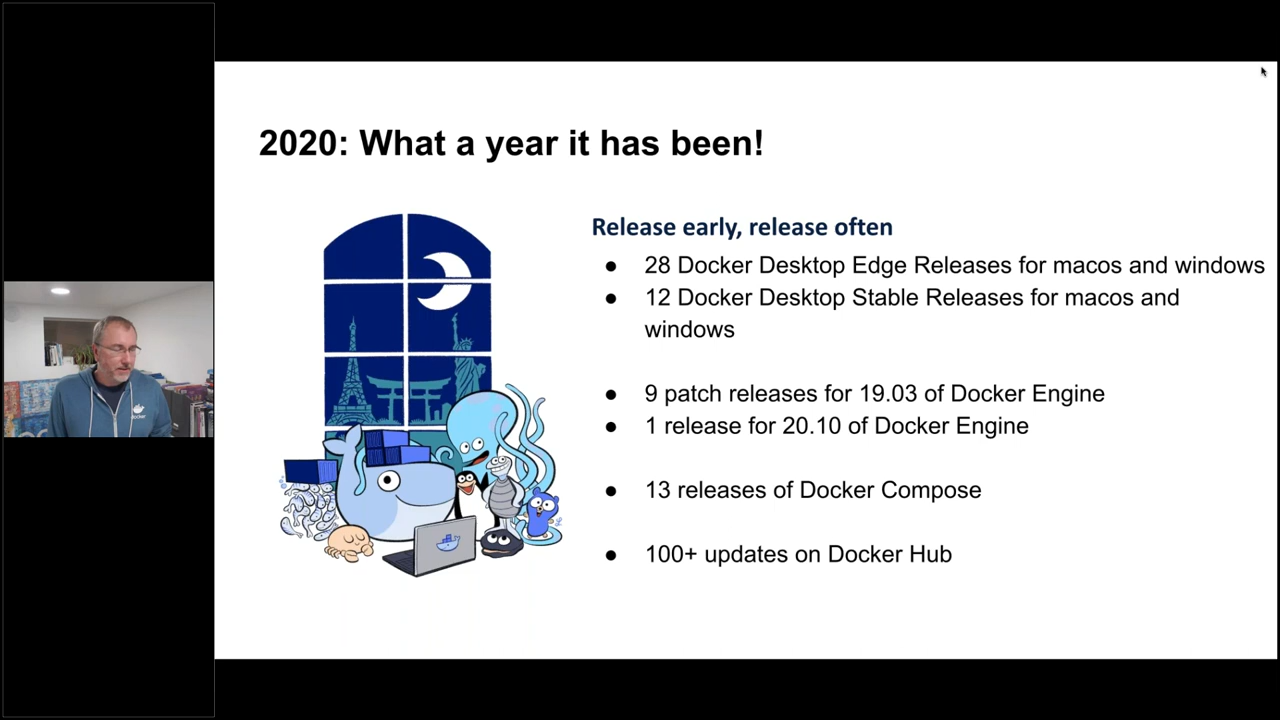 2020: What a year it has been!
Release early, release often
● 28 Docker Desktop Edge Releases for macos and windows
● 12 Docker Desktop Stable Releases for macos and
windows
● 9 patch releases for 19.03 of Docker Engine
● 1 release for 20.10 of Docker Engine
● 13 releases of Docker Compose
● 100+ updates on Docker Hub
docker